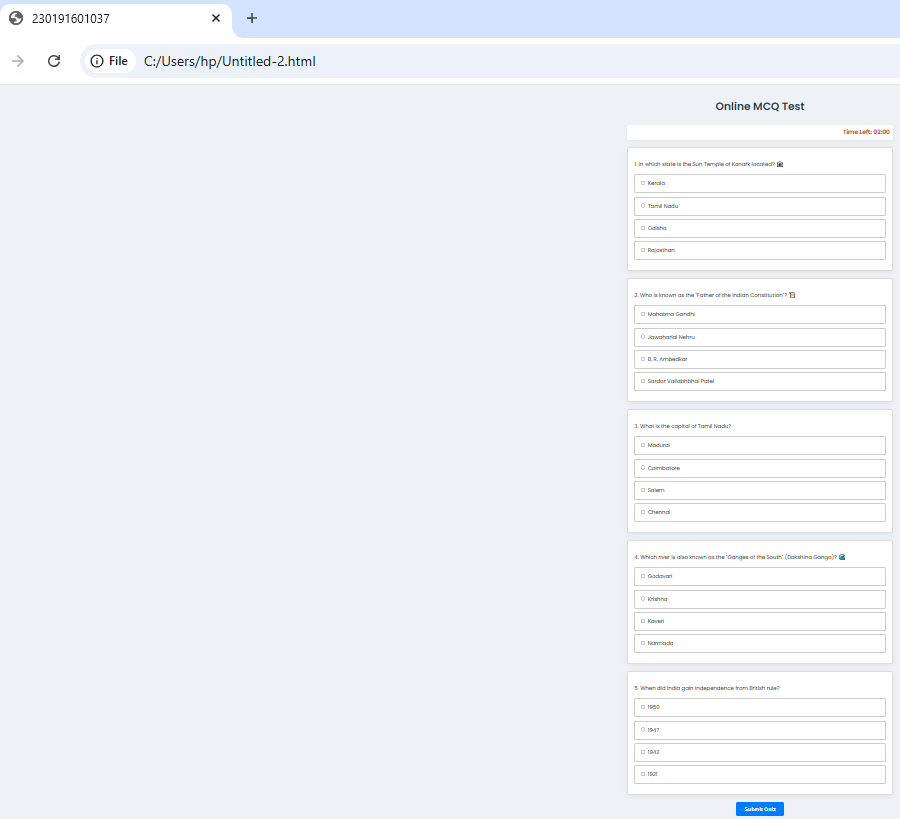 230191601037
File C:/Users/hp/Untitled-2.html
Online MCQ Test
Time Left: 02:00
1. In which state is the Sun Temple of Konark located?
Kerala
Tamil Nadu
Odisha
Rajasthan
2. Who is known as the "Father of the Indian Constitution"?
Mahatma Gandhi
Jawaharlal Nehru
B. R. Ambedkar
Sardar Vallabhbhai Patel
3. What is the capital of Tamil Nadu?
Madurai
Coimbatore
Salem
Chennai
4. Which river is also known as the "Ganges of the South" (Dakshina Ganga)? 🌊
Godavari
Krishna
Kaveri
Narmada
5. When did India gain independence from British rule?
1950
1947
1942
1921
Submit Quiz